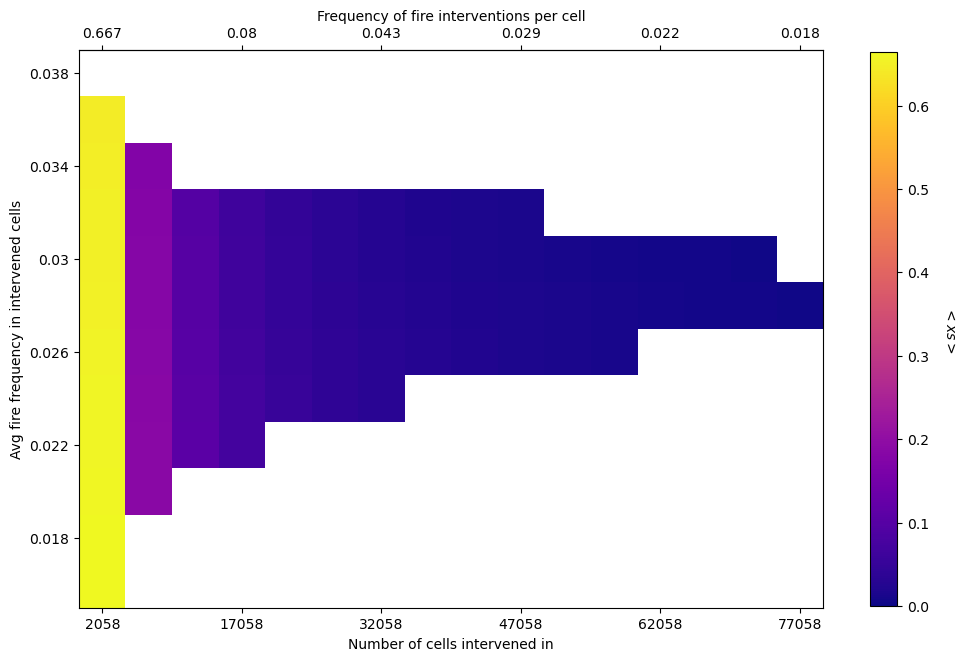 Frequency of fire interventions per cell
0.667 0.08 0.043 0.029 0.022 0.018
0.038
0.034
0.03
0.026
0.022
0.018
Avg fire frequency in intervened cells
2058 17058 32058 47058 62058 77058
Number of cells intervened in
0.6
0.5
0.4
0.3
0.2
0.1
0.0
< xs >